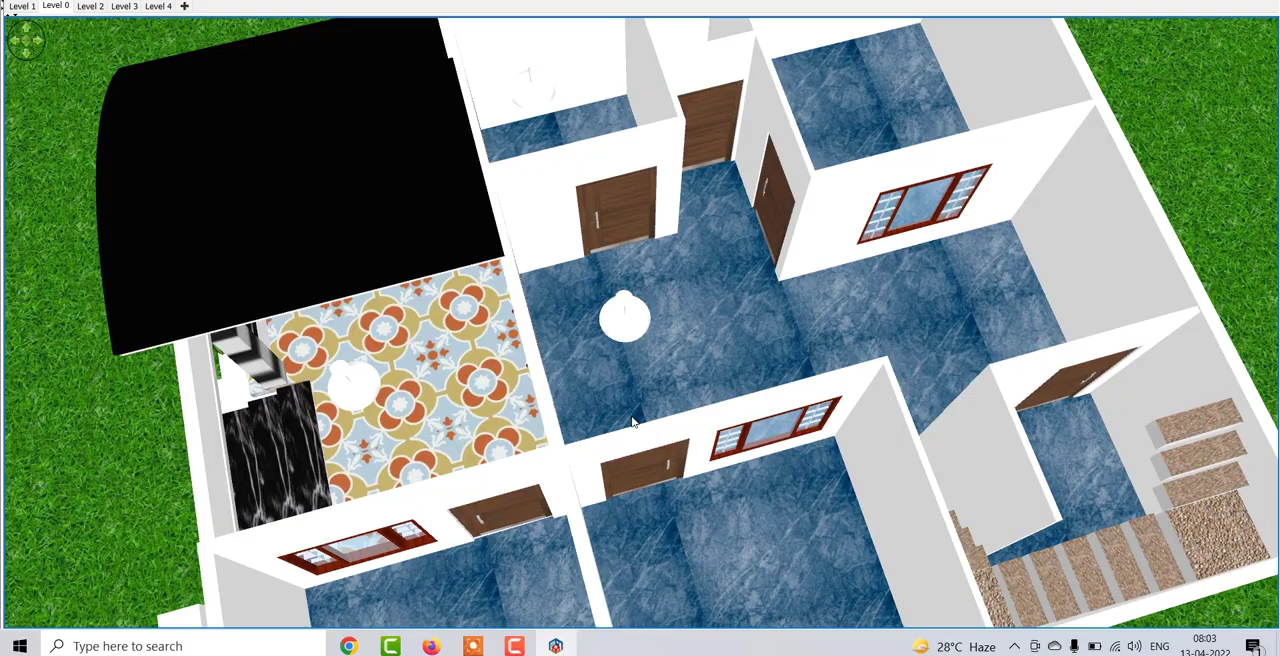 Level 1 Level 0 Level 2 Level 3 Level 4
Type here to search
28°C Haze
ENG
08:03
13-04-2022
1